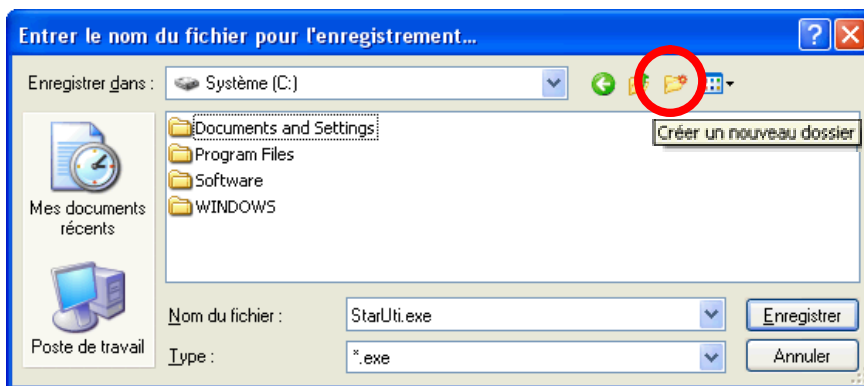 Entrer le nom du fichier pour l'enregistrement...
Enregistrer dans :
Système (C:)
Créer un nouveau dossier
Documents and Settings
Program Files
Software
WINDOWS
Mes documents
récents
Poste de travail
Nom du fichier :
StarUti.exe
Enregistrer
Type :
*.exe
Annuler